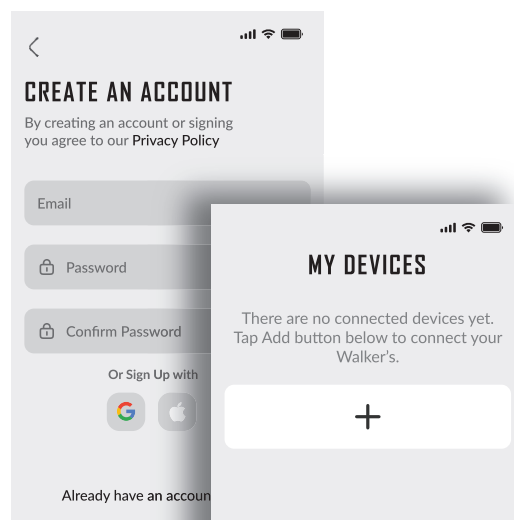 CREATE AN ACCOUNT
By creating an account or signing
you agree to our Privacy Policy
Email
Password
Confirm Password
Or Sign Up with
Already have an accoun
MY DEVICES
There are no connected devices yet.
Tap Add button below to connect your
Walker's.